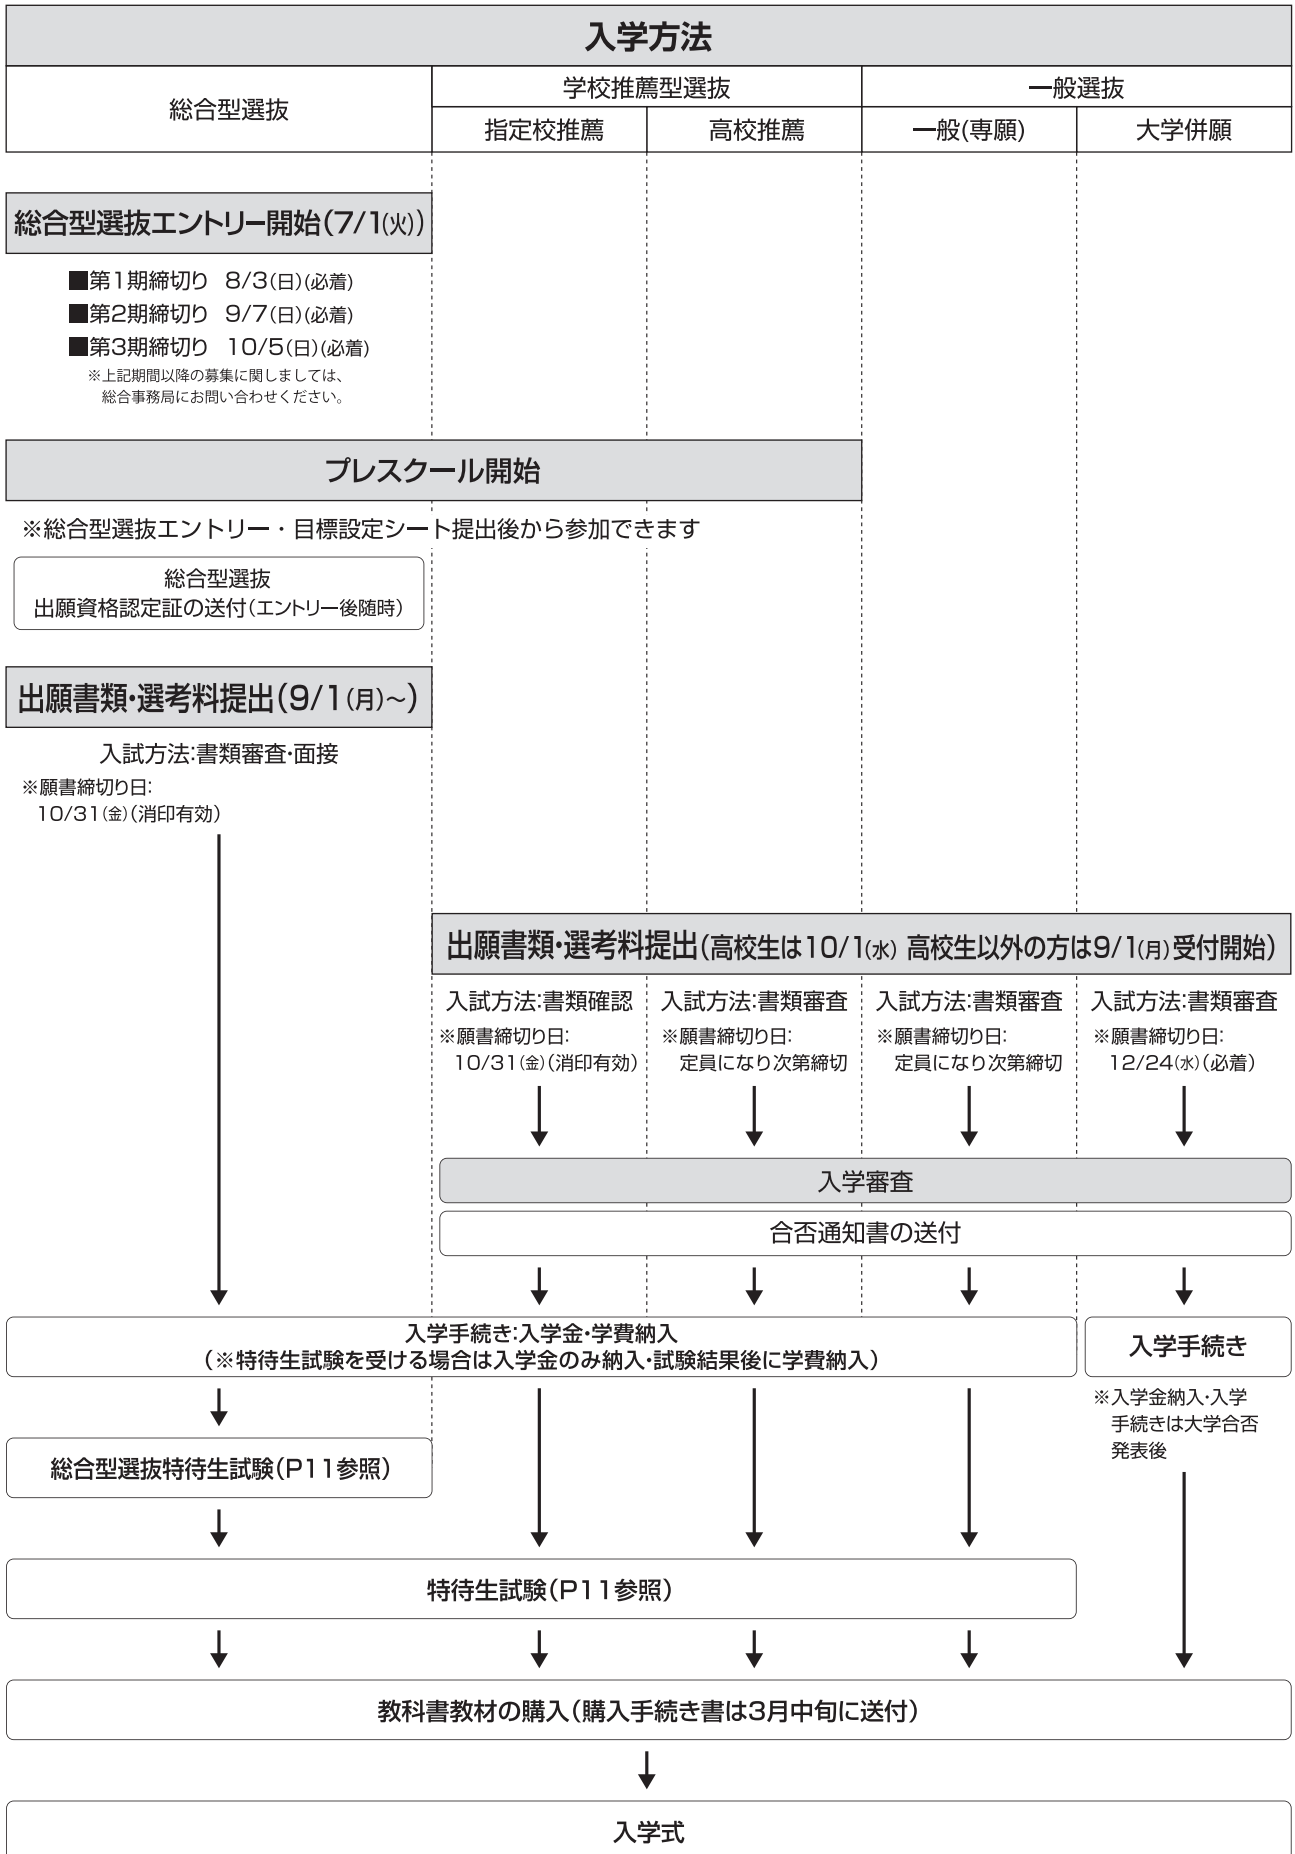 入学方法
総合型選抜
学校推薦型選抜
一般選抜
指定校推薦
高校推薦
一般(専願)
大学併願
総合型選抜エントリー開始(7/1(火))
■第1期締切り 8/3(日)(必着)
■第2期締切り 9/7(日)(必着)
■第3期締切り 10/5(日)(必着)
※上記期間以降の募集に関しましては、
総合事務局にお問い合わせください。
プレスクール開始
※総合型選抜エントリー・目標設定シート提出後から参加できます
総合型選抜
出願資格認定証の送付(エントリー後随時)
出願書類・選考料提出(9/1(月)～)
入試方法:書類審査・面接
※願書締切り日:
10/31(金)(消印有効)
出願書類・選考料提出(高校生は10/1(水) 高校生以外の方は9/1(月)受付開始)
入試方法:書類確認
※願書締切り日:
10/31(金)(消印有効)
入試方法:書類審査
※願書締切り日:
定員になり次第締切
入試方法:書類審査
※願書締切り日:
定員になり次第締切
入試方法:書類審査
※願書締切り日:
12/24(水)(必着)
入学審査
合否通知書の送付
入学手続き:入学金・学費納入
(※特待生試験を受ける場合は入学金のみ納入・試験結果後に学費納入)
入学手続き
※入学金納入・入学
手続きは大学合否
発表後
総合型選抜特待生試験(P11参照)
特待生試験(P11参照)
教科書教材の購入(購入手続き書は3月中旬に送付)
入学式